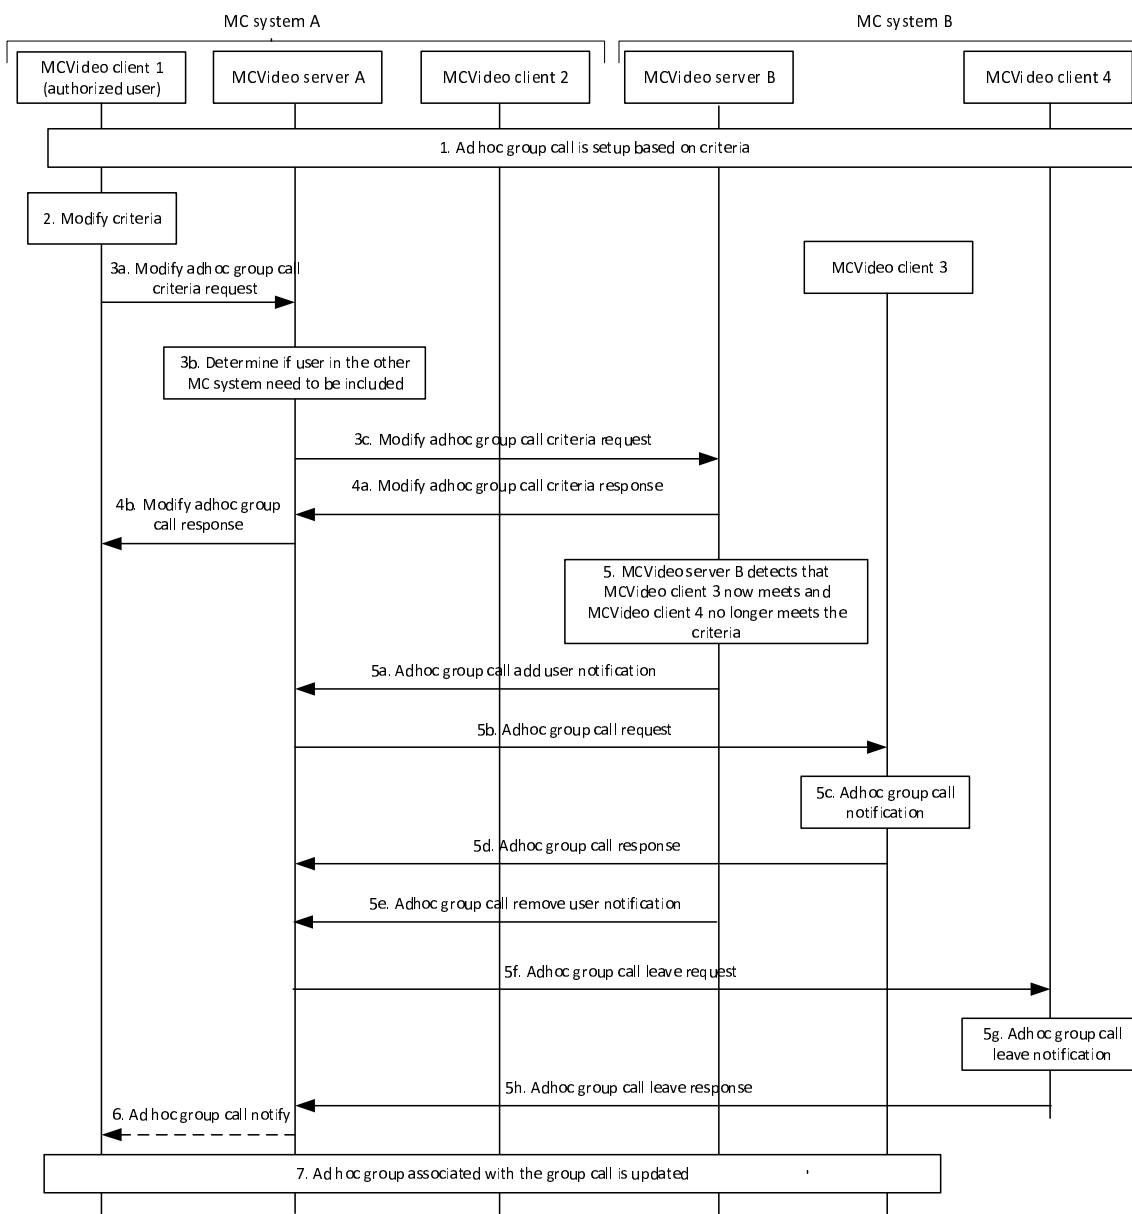 MC system A
MC system B
MCVideo client 1
(authorized user)
MCVideo server A
MCVideo client 2
MCVideo server B
MCVideo client 4
1. Adhoc group call is setup based on criteria
2. Modify criteria
MCVideo client 3
3a. Modify adhoc group call
criteria request
3b. Determine if user in the other
MC system need to be included
3c. Modify adhoc group call criteria request
4a. Modify adhoc group call criteria response
4b. Modify adhoc group
call response
5. MCVideo server B detects that
MCVideo client 3 now meets and
MCVideo client 4 no longer meets the
criteria
5a. Adhoc group call add user notification
5b. Adhoc group call request
5c. Adhoc group call
notification
5d. Adhoc group call response
5e. Adhoc group call remove user notification
5f. Adhoc group call leave request
5g. Adhoc group call
leave notification
5h. Adhoc group call leave response
6. Adhoc group call notify
7. Adhoc group associated with the group call is updated